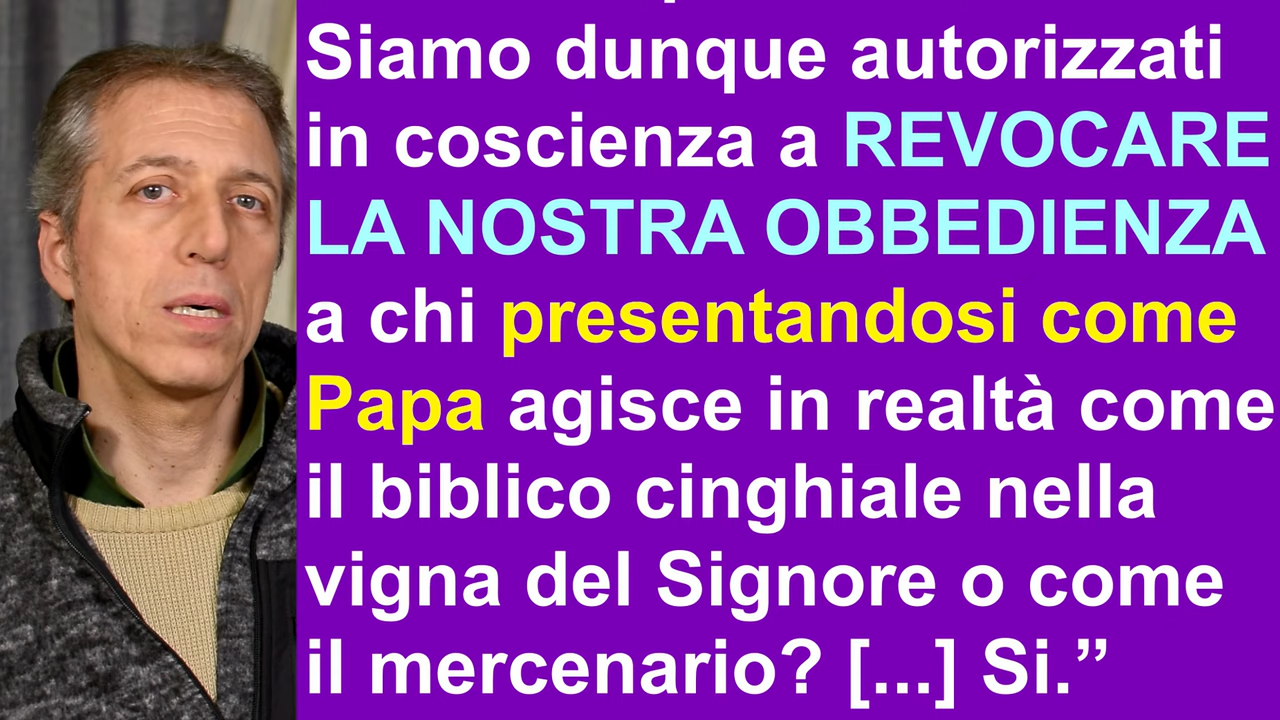 Siamo dunque autorizzati
in coscienza a REVOCARE
LA NOSTRA OBBEDIENZA
a chi presentandosi come
Papa agisce in realtà come
il biblico cinghiale nella
vigna del Signore o come
il mercenario? [...] Si.”